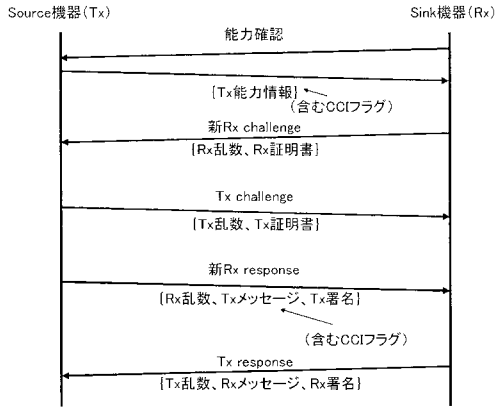 Source機器(Tx) Sink機器(Rx)
能力確認
{Tx能力情報}
(含むCCIフラグ)
新Rx challenge
{Rx乱数、Rx証明書}
Tx challenge
{Tx乱数、Tx証明書}
新Rx response
{Rx乱数、Txメッセージ、Tx署名}
(含むCCIフラグ)
Tx response
{Tx乱数、Rxメッセージ、Rx署名}